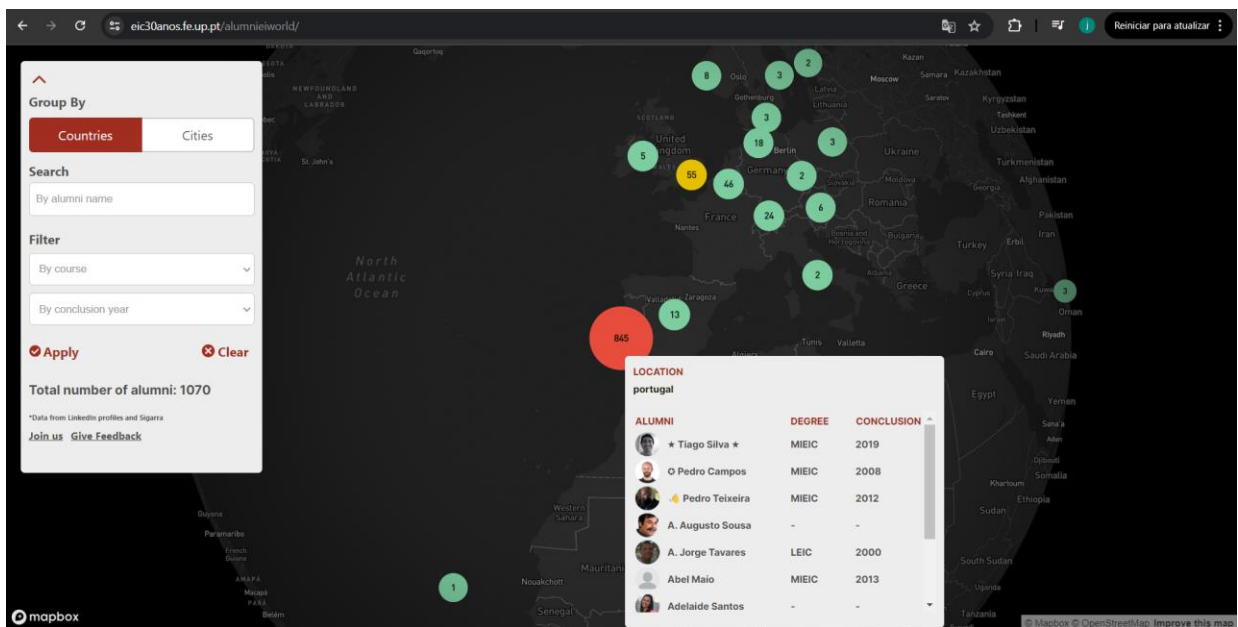 eic30anos.fe.up.pt/alumnieiworld/
Reiniciar para atualizar
Group By
Countries
Cities
Search
By alumni name
Filter
By course
By conclusion year
Apply
Clear
Total number of alumni: 1070
*Data from LinkedIn profiles and Sigarra
Join us Give Feedback
Qaqortoq
NEWFOUNDLAND
AND
LABRADOR
St. John's
North
Atlantic
Ocean
8
Oslo
3
2
Gothenburg
Latvia
Lithuania
Moscow
Kazan
Samara
Kazakhstan
Saratov
Kyrgyzstan
Tashkent
Uzbekistan
Turkmenistan
Afghanistan
Georgia
Pakistan
Iran
SCOTLAND
United
5
3
18
Berlin
3
Ukraine
55
46
2
Moldova
Romania
France
Nantes
24
6
Bosnia and
Herzegovina
Bulgaria
Turkey
Erbil
Syria
Iraq
2
Albania
Greece
Cyprus
3
Oman
Zaragoza
13
845
Tunis
Valletta
Riyadh
Cairo
Saudi Arabia
Egypt
Yemen
Sana'a
Aden
Djibouti
Somalia
Khartoum
Ethiopia
Sudan
South Sudan
Uganda
Tanzania
LOCATION
portugal
ALUMNI DEGREE CONCLUSION
★ Tiago Silva ★ MIEIC 2019
✪ Pedro Campos MIEIC 2008
👋 Pedro Teixeira MIEIC 2012
A. Augusto Sousa - -
A. Jorge Tavares LEIC 2000
Abel Maio MIEIC 2013
Adelaide Santos - -
Western
Sahara
Nouakchott
Senegal
Guyana
Paramaribo
French
Guiana
AMAPÁ
Macapá
PARÁ
Belém
1
mapbox
© Mapbox © OpenStreetMap Improve this map